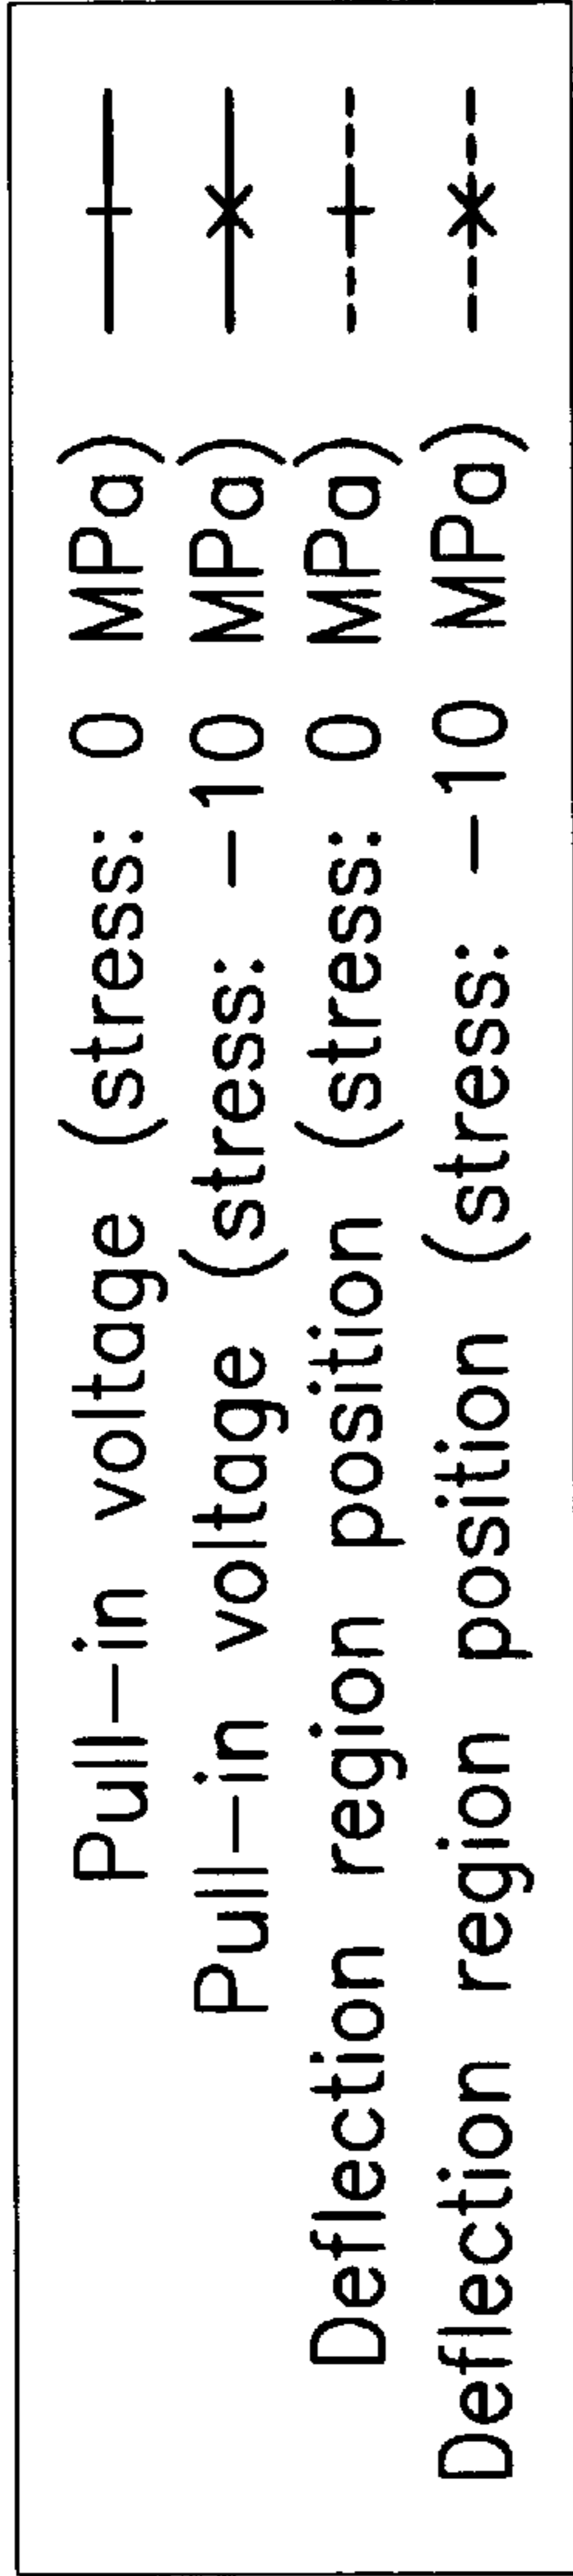 Pull-in voltage (stress: 0 MPa)
Pull-in voltage (stress: -10 MPa)
Deflection region position (stress: 0 MPa)
Deflection region position (stress: -10 MPa)